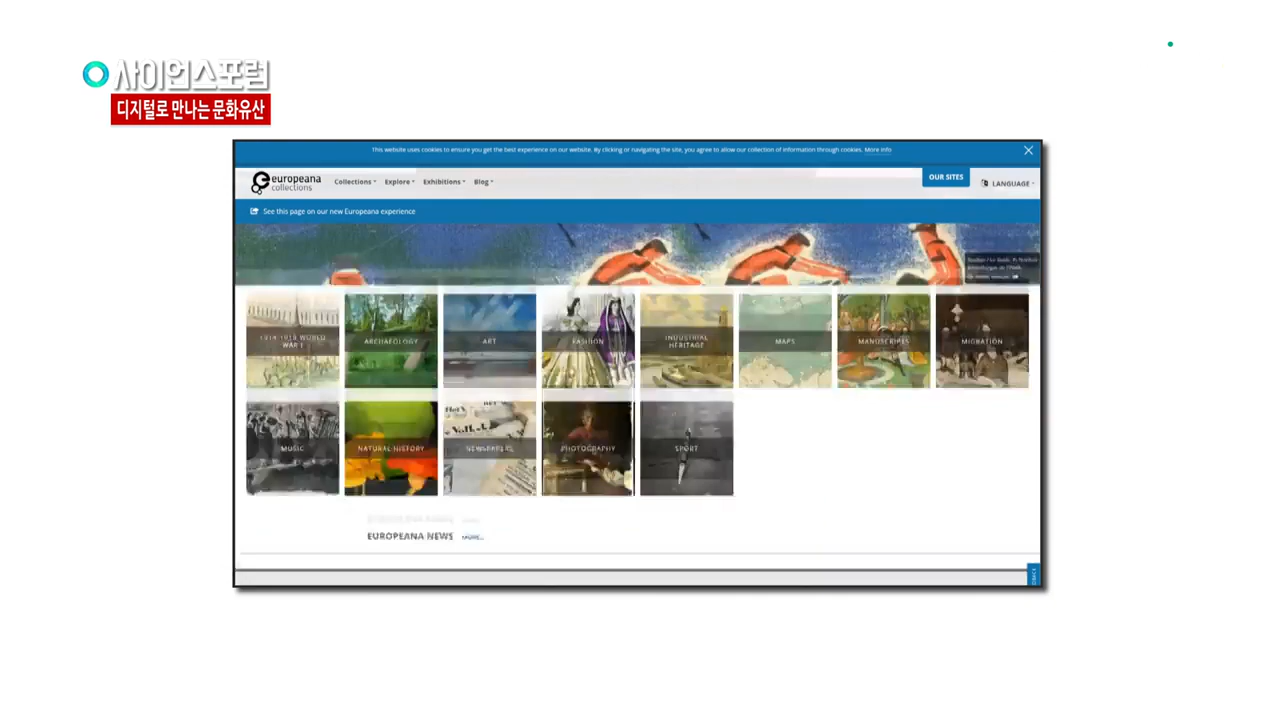 사이언스포럼
디지털로 만나는 문화유산
This website uses cookies to ensure you get the best experience on our website. By clicking or navigating the site, you agree to allow our collection of information through cookies. More info
europeana
collections
Collections
Explore
Exhibitions
Blog
OUR SITES
LANGUAGE
See this page on our new Europeana experience
1914-1918 WORLD
WAR I
ARCHAEOLOGY
ART
FASHION
INDUSTRIAL
HERITAGE
MAPS
MANUSCRIPTS
MIGRATION
MUSIC
NATURAL HISTORY
NEWSPAPERS
PHOTOGRAPHY
SPORT
EUROPEANA NEWS
MORE...